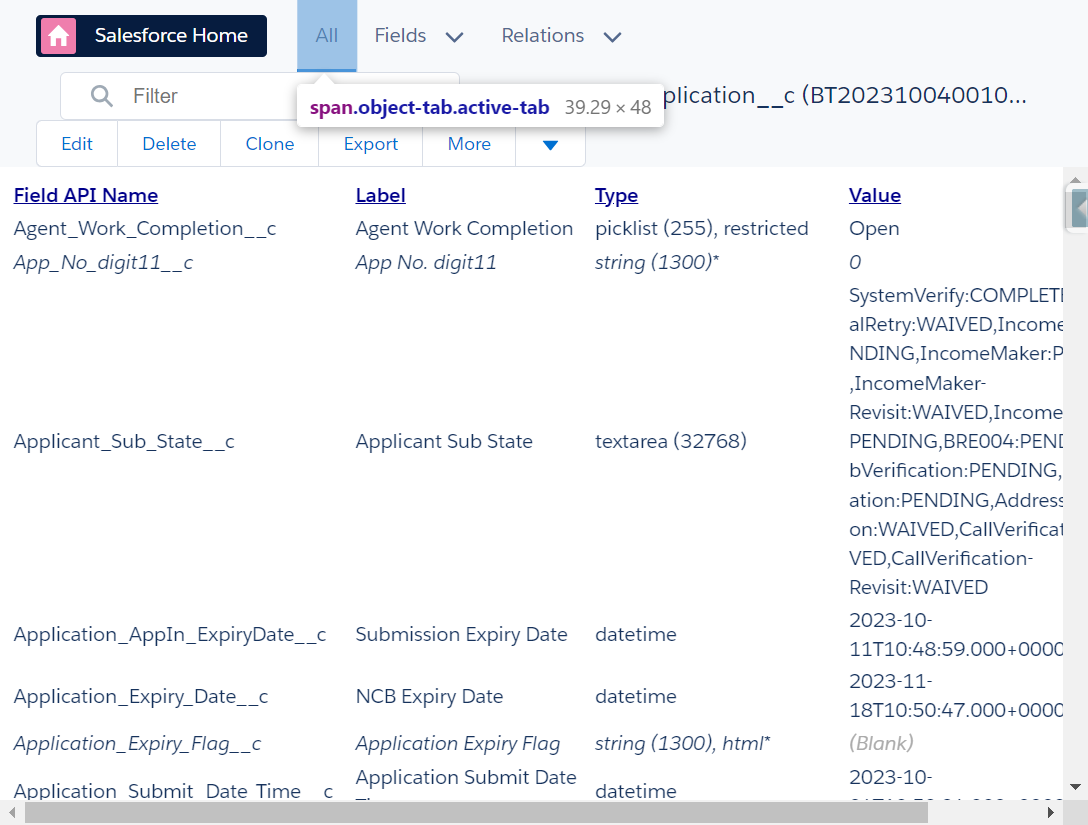 Salesforce Home All Fields Relations
Filter
span.object-tab.active-tab 39.29 × 48
plication__c (BT202310040010...
Edit Delete Clone Export More
Field API Name Label Type Value
Agent_Work_Completion__c Agent Work Completion picklist (255), restricted Open
App_No_digit11__c App No. digit11 string (1300)* 0
SystemVerify:COMPLETE
alRetry:WAIVED,Income
NDING,IncomeMaker:P
,IncomeMaker-
Revisit:WAIVED,Income
Applicant_Sub_State__c Applicant Sub State textarea (32768) PENDING,BRE004:PEND
bVerification:PENDING,
ation:PENDING,Address
on:WAIVED,CallVerificat
VED,CallVerification-
Revisit:WAIVED
Application_AppIn_ExpiryDate__c Submission Expiry Date datetime 2023-10-
11T10:48:59.000+0000
Application_Expiry_Date__c NCB Expiry Date datetime 2023-11-
18T10:50:47.000+0000
Application_Expiry_Flag__c Application Expiry Flag string (1300), html* (Blank)
Application_Submit_Date_Time__c Application Submit Date datetime 2023-10-